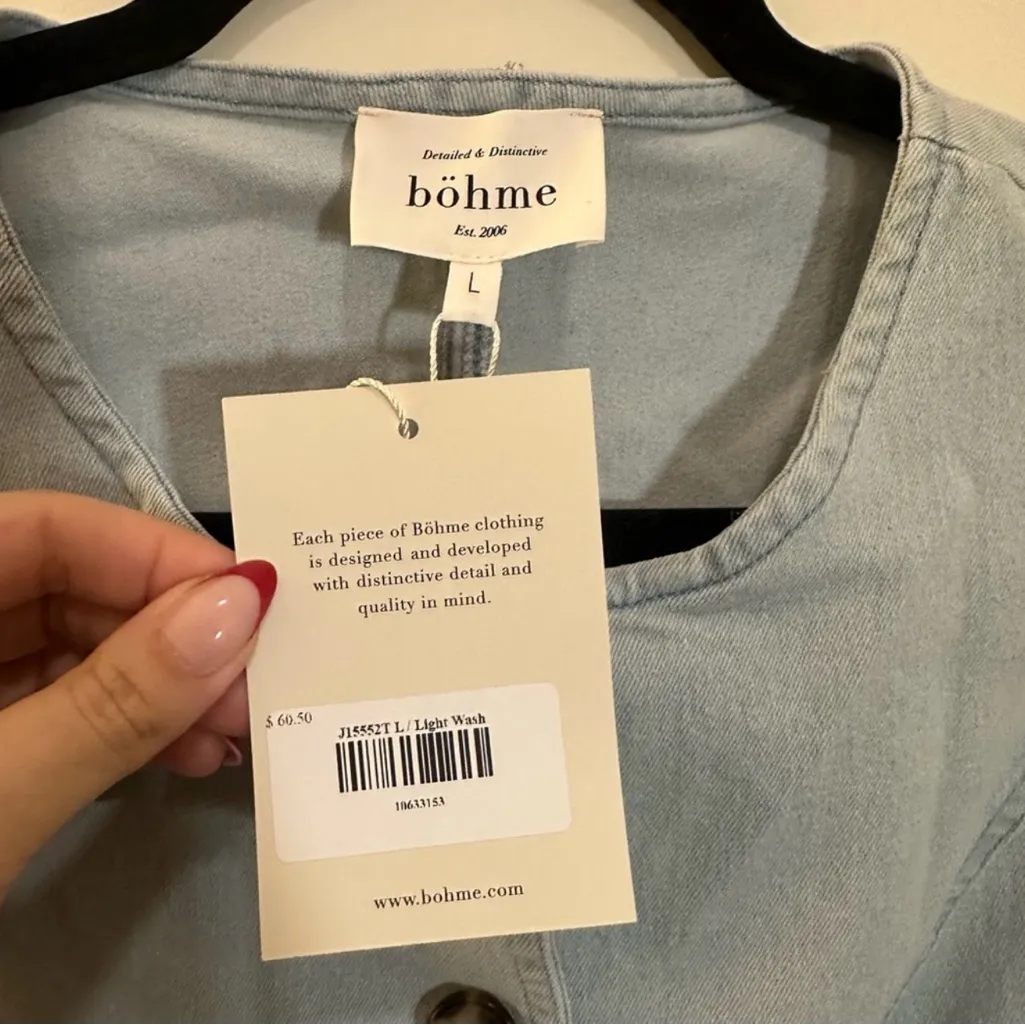 Detailed & Distinctive
böhme
Est. 2006
L
Each piece of Böhme clothing
is designed and developed
with distinctive detail and
quality in mind.
$ 60.50
J15552T L / Light Wash
10633153
www.bohme.com